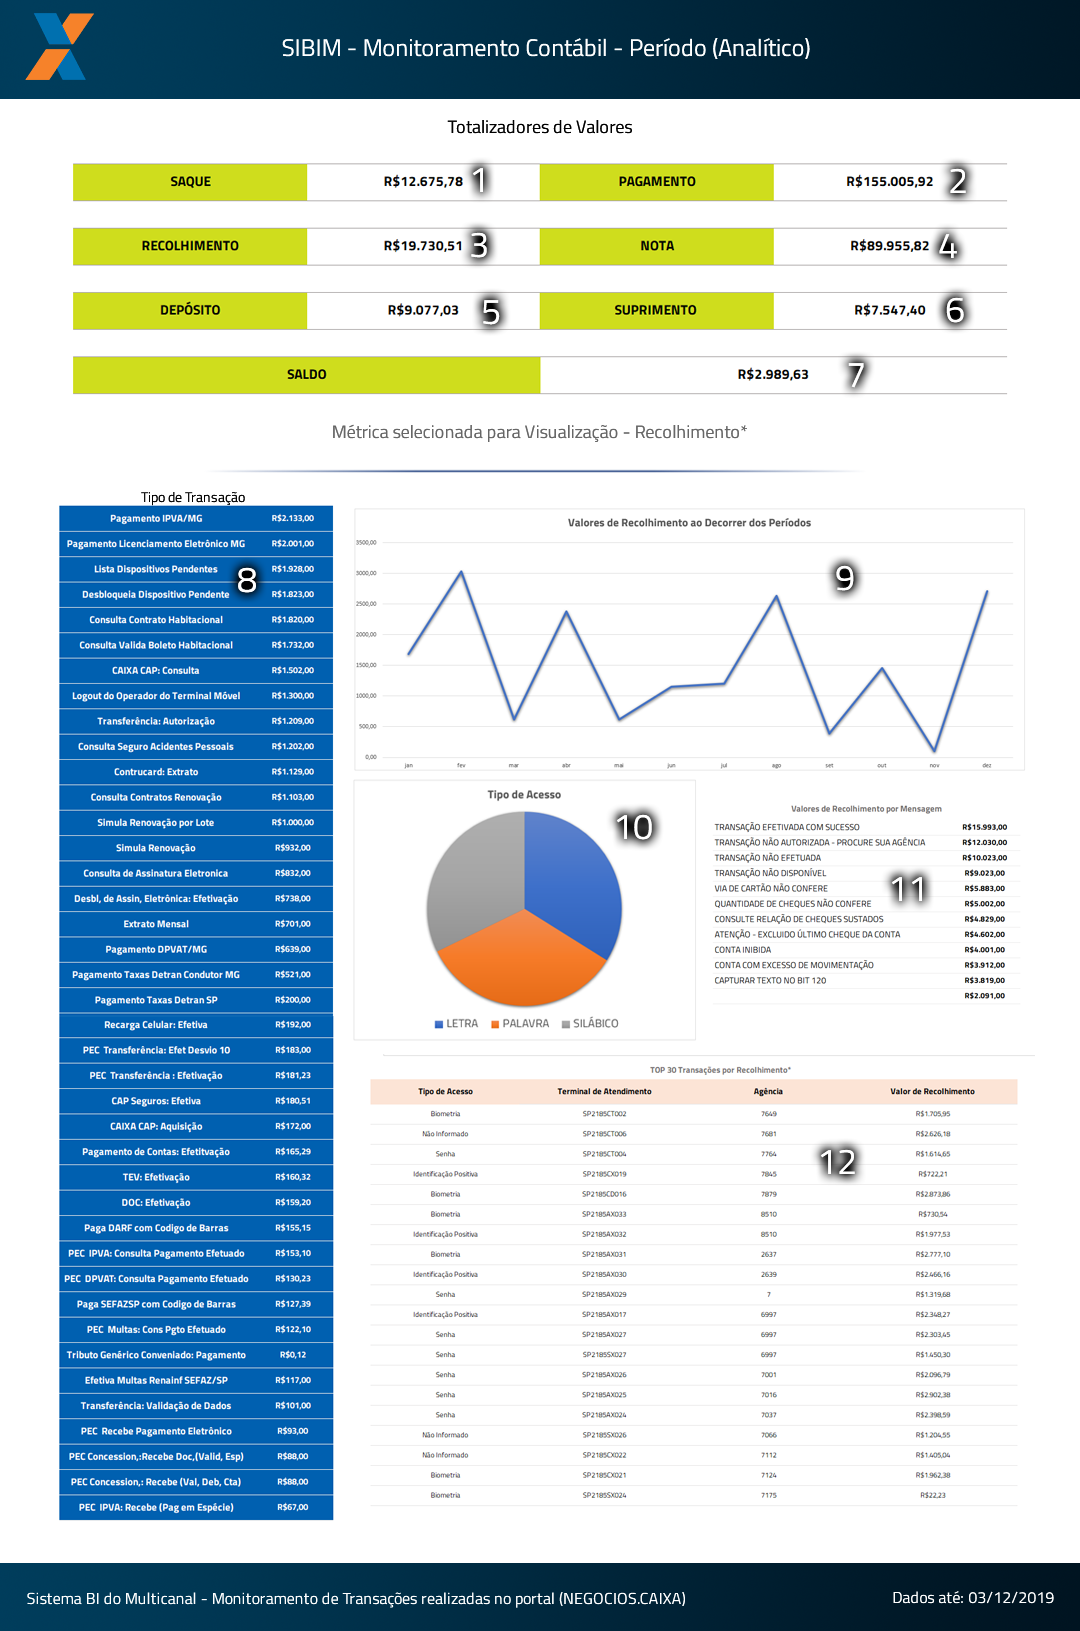 SIBIM - Monitoramento Contábil - Período (Analítico)
Totalizadores de Valores
SAQUE R$12.675,78 1 PAGAMENTO R$155.005,92 2
RECOLHIMENTO R$19.730,51 3 NOTA R$89.955,82 4
DEPÓSITO R$9.077,03 5 SUPRIMENTO R$7.547,40 6
SALDO R$2.989,63 7
Métrica selecionada para Visualização - Recolhimento*
Tipo de Transação
Pagamento IPVA/MG R$2.133,00
Pagamento Licenciamento Eletrônico MG R$2.001,00
Lista Dispositivos Pendentes R$1.928,00
8
Desbloqueia Dispositivo Pendente R$1.823,00
Consulta Contrato Habitacional R$1.820,00
Consulta Valida Boleto Habitacional R$1.732,00
CAIXA CAP: Consulta R$1.502,00
Logout do Operador do Terminal Móvel R$1.300,00
Transferência: Autorização R$1.209,00
Consulta Seguro Acidentes Pessoais R$1.202,00
Contrucard: Extrato R$1.129,00
Consulta Contratos Renovação R$1.103,00
Simula Renovação por Lote R$1.000,00
Simula Renovação R$932,00
Consulta de Assinatura Eletronica R$832,00
Desbl, de Assin, Eletrônica: Efetivação R$738,00
Extrato Mensal R$701,00
Pagamento DPVAT/MG R$639,00
Pagamento Taxas Detran Condutor MG R$521,00
Pagamento Taxas Detran SP R$200,00
Recarga Celular: Efetiva R$192,00
PEC Transferência: Efet Desvio 10 R$183,00
PEC Transferência : Efetivação R$181,23
CAP Seguros: Efetiva R$180,51
CAIXA CAP: Aquisição R$172,00
Pagamento de Contas: Efetitvação R$165,29
TEV: Efetivação R$160,32
DOC: Efetivação R$159,20
Paga DARF com Codigo de Barras R$155,15
PEC IPVA: Consulta Pagamento Efetuado R$153,10
PEC DPVAT: Consulta Pagamento Efetuado R$130,23
Paga SEFAZSP com Codigo de Barras R$127,39
PEC Multas: Cons Pgto Efetuado R$122,10
Tributo Genérico Conveniado: Pagamento R$0,12
Efetiva Multas Renainf SEFAZ/SP R$117,00
Transferência: Validação de Dados R$101,00
PEC Recebe Pagamento Eletrônico R$93,00
PEC Concession,:Recebe Doc,(Valid, Esp) R$88,00
PEC Concession,: Recebe (Val, Deb, Cta) R$88,00
PEC IPVA: Recebe (Pag em Espécie) R$67,00
Valores de Recolhimento ao Decorrer dos Períodos
9
3500,00
3000,00
2500,00
2000,00
1500,00
1000,00
500,00
0,00
jan fev mar abr mai jun jul ago set out nov dez
Tipo de Acesso
10
LETRA PALAVRA SILÁBICO
Valores de Recolhimento por Mensagem
TRANSAÇÃO EFETIVADA COM SUCESSO R$15.993,00
TRANSAÇÃO NÃO AUTORIZADA - PROCURE SUA AGÊNCIA R$12.030,00
TRANSAÇÃO NÃO EFETUADA R$10.023,00
TRANSAÇÃO NÃO DISPONÍVEL R$9.023,00
VIA DE CARTÃO NÃO CONFERE 11 R$5.883,00
QUANTIDADE DE CHEQUES NÃO CONFERE R$5.002,00
CONSULTE RELAÇÃO DE CHEQUES SUSTADOS R$4.829,00
ATENÇÃO - EXCLUIDO ÚLTIMO CHEQUE DA CONTA R$4.602,00
CONTA INIBIDA R$4.001,00
CONTA COM EXCESSO DE MOVIMENTAÇÃO R$3.912,00
CAPTURAR TEXTO NO BIT 120 R$3.819,00
R$2.091,00
TOP 30 Transações por Recolhimento*
Tipo de Acesso Terminal de Atendimento Agência Valor de Recolhimento
Biometria SP2185CT002 7649 R$1.705,95
Não Informado SP2185CT006 7681 R$2.626,18
Senha SP2185CT004 7764 R$1.614,65
12
Identificação Positiva SP2185CX019 7845 R$722,21
Biometria SP2185CD016 7879 R$2.873,86
Biometria SP2185AX033 8510 R$730,54
Identificação Positiva SP2185AX032 8510 R$1.977,53
Biometria SP2185AX031 2637 R$2.777,10
Identificação Positiva SP2185AX030 2639 R$2.466,16
Senha SP2185AX029 7 R$1.319,68
Identificação Positiva SP2185AX017 6997 R$2.348,27
Senha SP2185AX027 6997 R$2.303,45
Senha SP2185SX027 6997 R$1.450,30
Senha SP2185AX026 7001 R$2.096,79
Senha SP2185AX025 7016 R$2.902,38
Senha SP2185AX024 7037 R$2.398,59
Não Informado SP2185SX026 7066 R$1.204,55
Não Informado SP2185CX022 7112 R$1.405,04
Biometria SP2185CX021 7124 R$1.962,38
Biometria SP2185SX024 7175 R$22,23
Sistema BI do Multicanal - Monitoramento de Transações realizadas no portal (NEGOCIOS.CAIXA)
Dados até: 03/12/2019